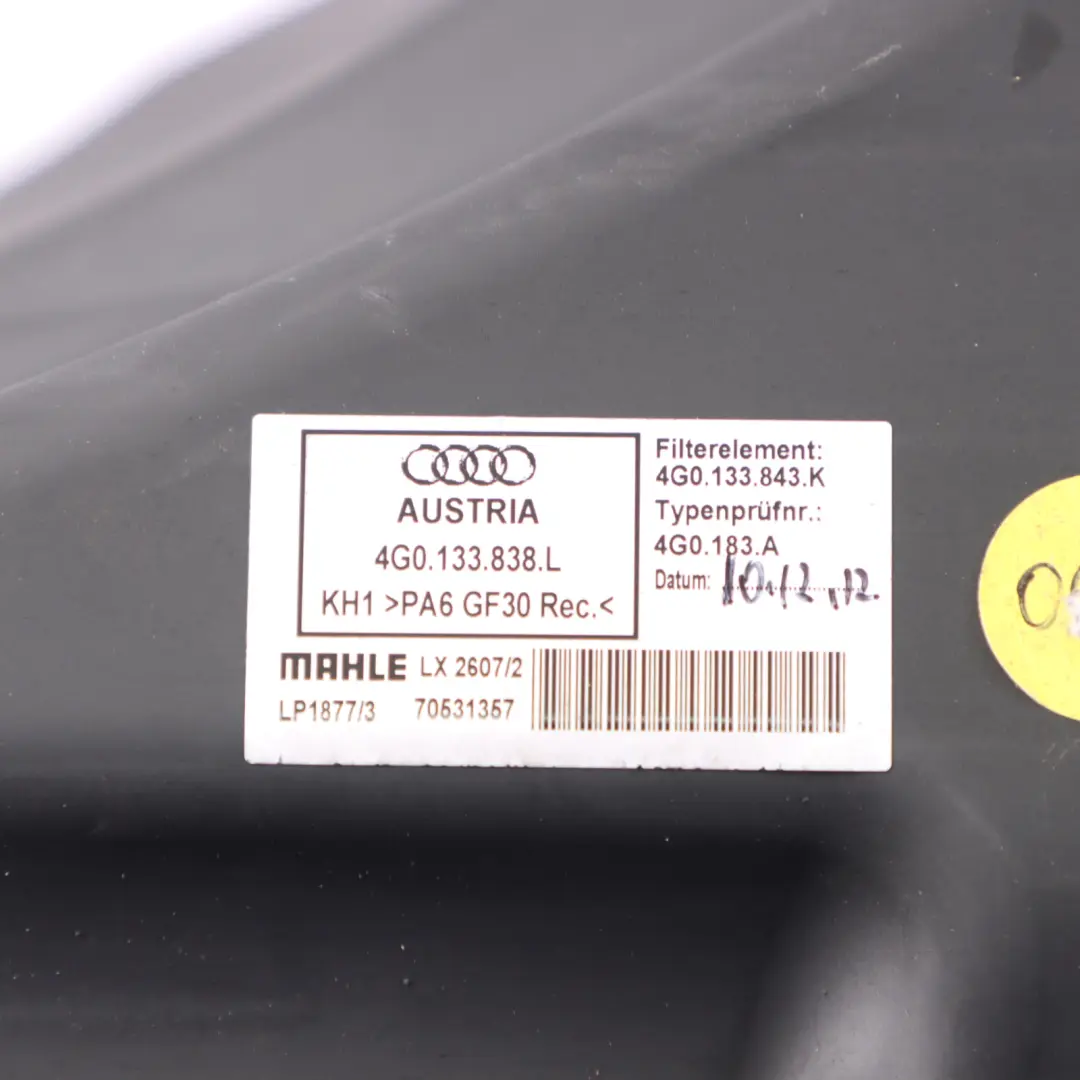 AUSTRIA
4G0.133.838.L
KH1 >PA6 GF30 Rec.<
Filterelement:
4G0.133.843.K
Typenprüfnr.:
4G0.183.A
Datum: 10.12.12.
MAHLE LX 2607/2
LP1877/3 70531357